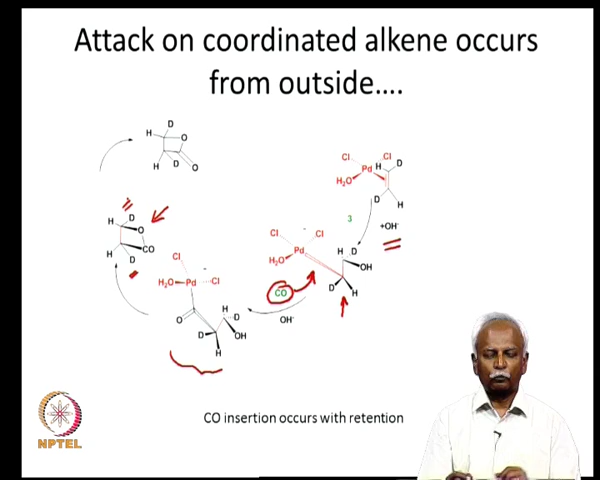 Attack on coordinated alkene occurs
from outside....
D
H
O
H
D
O
Cl
Cl
Pd
H
D
H₂O
D
H
3
+OH⁻
H
D
O
CO
H
D
Cl
H₂O
Pd
Cl
-
O
H
D
D
OH
H
Cl
-
Cl
Pd
H₂O
H
D
OH
D
H
CO
OH⁻
CO insertion occurs with retention
NPTEL